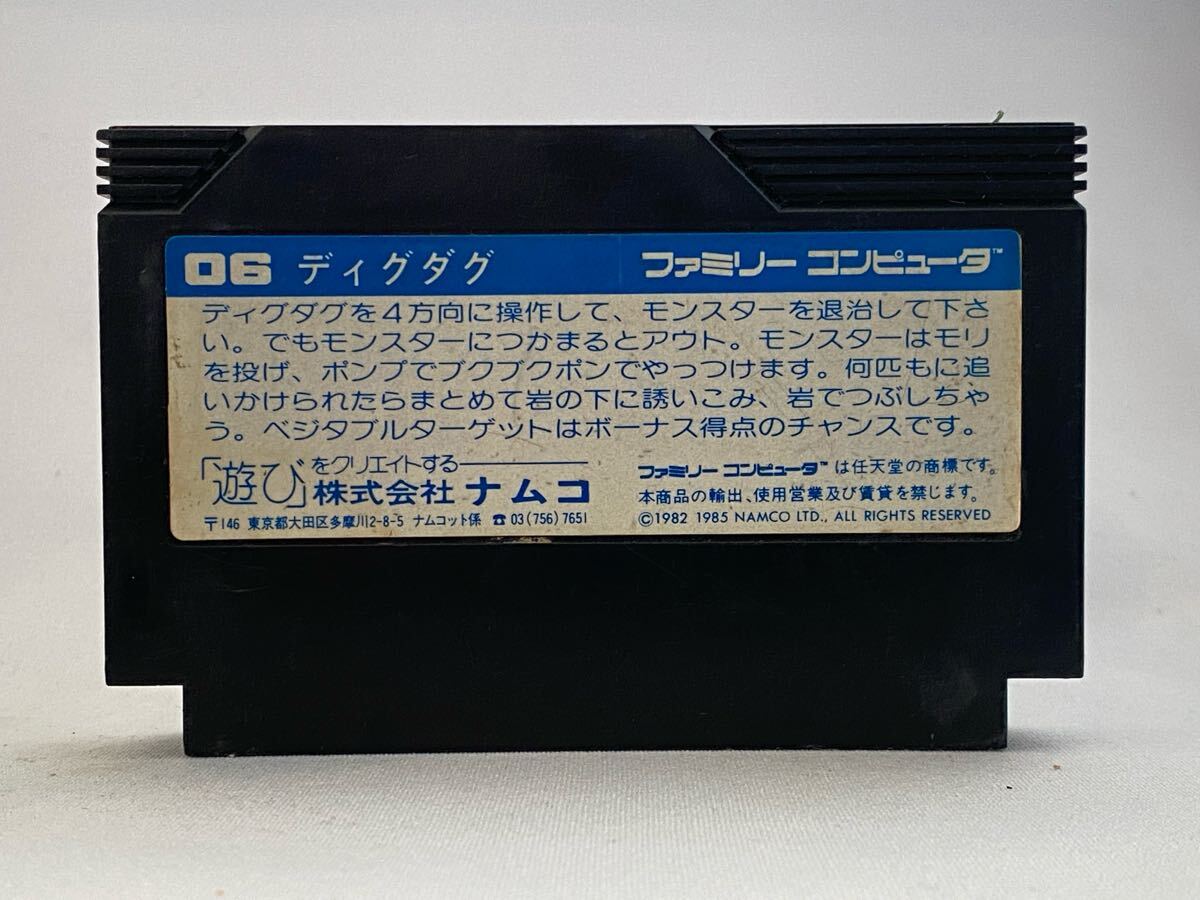 06 ディグダグ ファミリー コンピュータ™
ディグダグを4方向に操作して、モンスターを退治して下さ
い。でもモンスターにつかまるとアウト。モンスターはモリ
を投げ、ポンプでブクブクポンでやっつけます。何匹もに追
いかけられたらまとめて岩の下に誘いこみ、岩でつぶしちゃ
う。ベジタブルターゲットはボーナス得点のチャンスです。
「遊び」をクリエイトする
株式会社 ナムコ
〒146 東京都大田区多摩川2-8-5 ナムコット係 ☎03(756)7651
ファミリー コンピュータ™は任天堂の商標です。
本商品の輸出、使用営業及び賃貸を禁じます。
©1982 1985 NAMCO LTD., ALL RIGHTS RESERVED